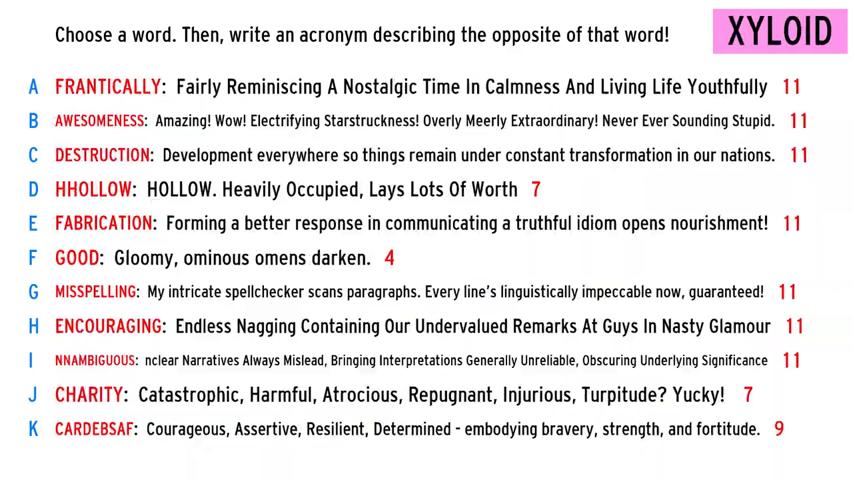 Choose a word. Then, write an acronym describing the opposite of that word!
XYLOID
A FRANTICALLY: Fairly Reminiscing A Nostalgic Time In Calmness And Living Life Youthfully 11
B AWESOMENESS: Amazing! Wow! Electrifying Starstruckness! Overly Meerly Extraordinary! Never Ever Sounding Stupid. 11
C DESTRUCTION: Development everywhere so things remain under constant transformation in our nations. 11
D HHOLLOW: HOLLOW. Heavily Occupied, Lays Lots Of Worth 7
E FABRICATION: Forming a better response in communicating a truthful idiom opens nourishment! 11
F GOOD: Gloomy, ominous omens darken. 4
G MISSPELLING: My intricate spellchecker scans paragraphs. Every line's linguistically impeccable now, guaranteed! 11
H ENCOURAGING: Endless Nagging Containing Our Undervalued Remarks At Guys In Nasty Glamour 11
I NNAMBIGUOUS: nclear Narratives Always Mislead, Bringing Interpretations Generally Unreliable, Obscuring Underlying Significance 11
J CHARITY: Catastrophic, Harmful, Atrocious, Repugnant, Injurious, Turpitude? Yucky! 7
K CARDEBSAF: Courageous, Assertive, Resilient, Determined - embodying bravery, strength, and fortitude. 9